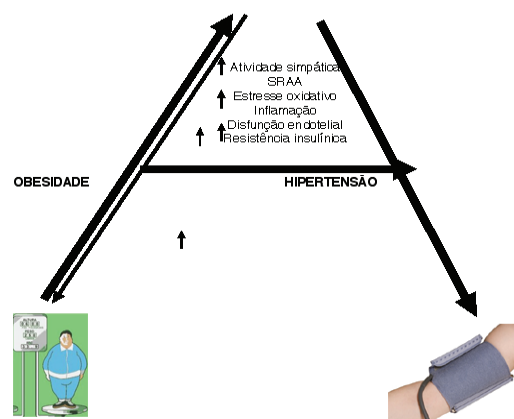 Atividade simpática
SRAA
Estresse oxidativo
Inflamação
Disfunção endotelial
Resistência insulínica
OBESIDADE
HIPERTENSÃO